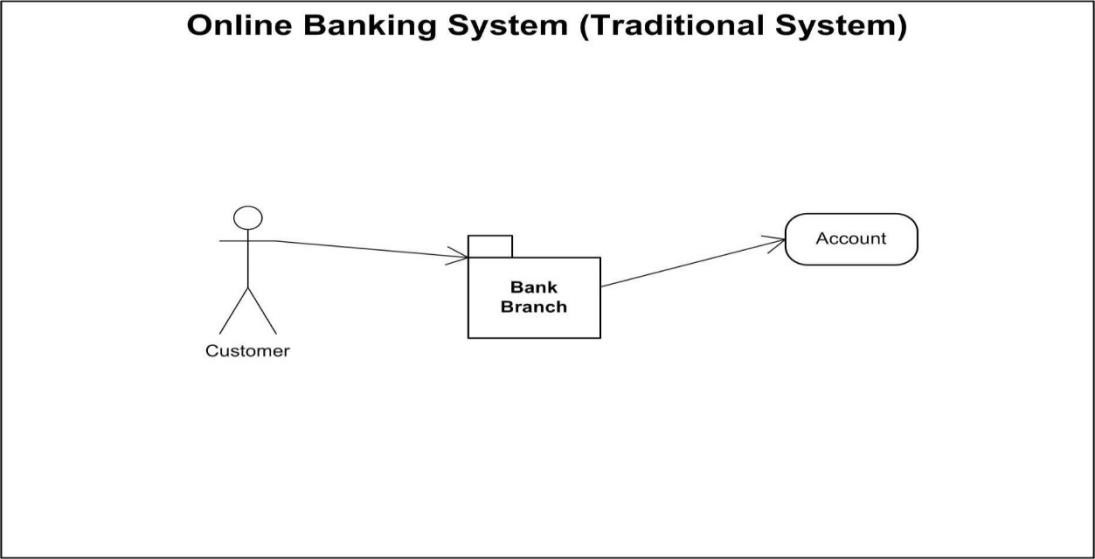 Online Banking System (Traditional System)
Account
Bank
Branch
Customer